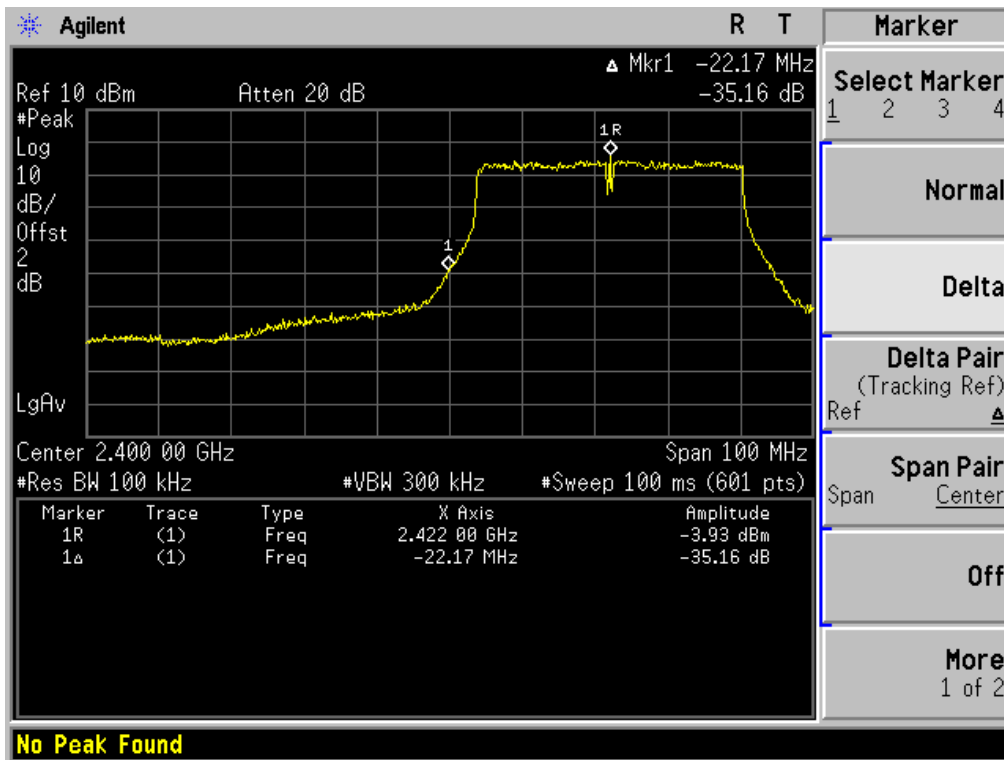 Agilent
R T
Marker
Δ Mkr1 -22.17 MHz
Ref 10 dBm Atten 20 dB -35.16 dB
#Peak
Log
10
dB/
Offst
2
dB
LgAv
1R
1
Center 2.400 00 GHz Span 100 MHz
#Res BW 100 kHz #VBW 300 kHz #Sweep 100 ms (601 pts)
Marker Trace Type X Axis Amplitude
1R (1) Freq 2.422 00 GHz -3.93 dBm
1Δ (1) Freq -22.17 MHz -35.16 dB
No Peak Found
Select Marker
1 2 3 4
Normal
Delta
Delta Pair
(Tracking Ref)
Ref Δ
Span Pair
Span Center
Off
More
1 of 2